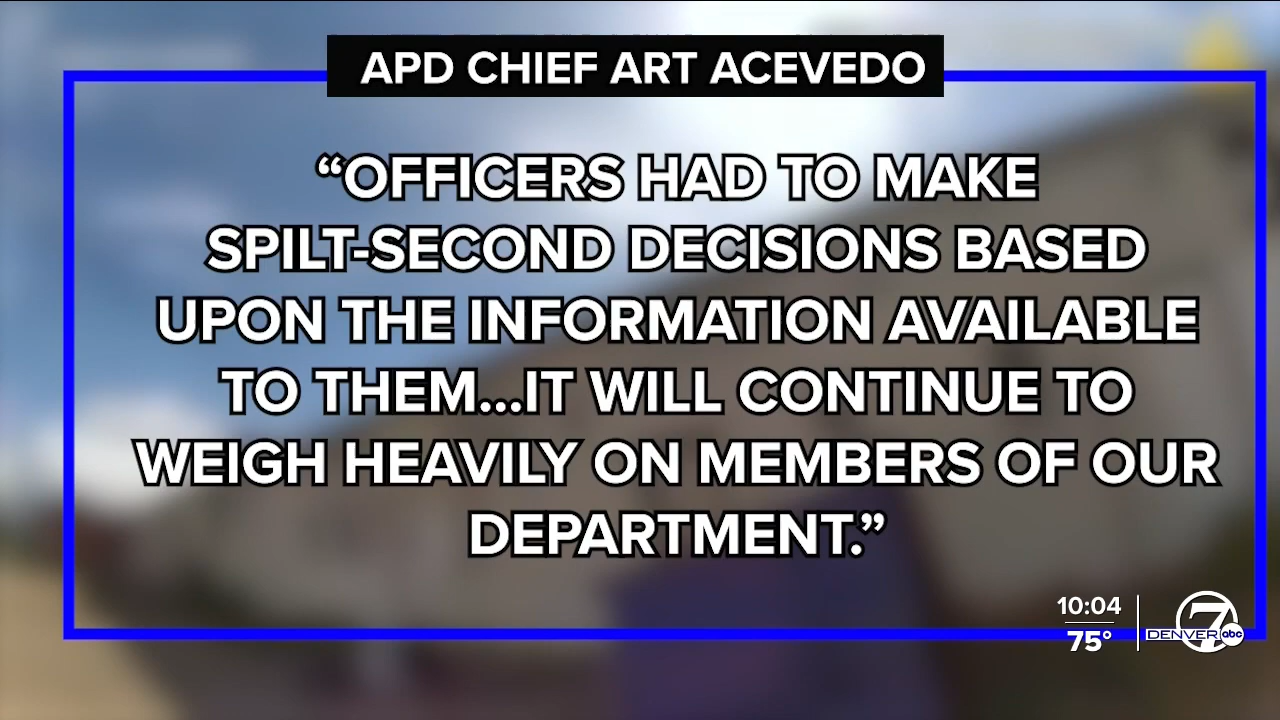 APD CHIEF ART ACEVEDO
“OFFICERS HAD TO MAKE
SPILT-SECOND DECISIONS BASED
UPON THE INFORMATION AVAILABLE
TO THEM...IT WILL CONTINUE TO
WEIGH HEAVILY ON MEMBERS OF OUR
DEPARTMENT.”
10:04
75°
DENVER 7 abc